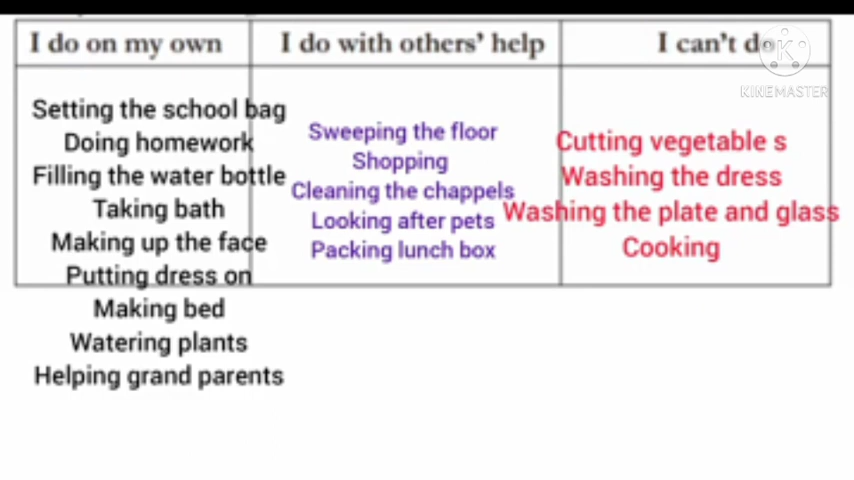 I do on my own
I do with others' help
I can't do
KINEMASTER
Setting the school bag
Doing homework
Filling the water bottle
Taking bath
Making up the face
Putting dress on
Making bed
Watering plants
Helping grand parents
Sweeping the floor
Shopping
Cleaning the chappels
Looking after pets
Packing lunch box
Cutting vegetable s
Washing the dress
Washing the plate and glass
Cooking